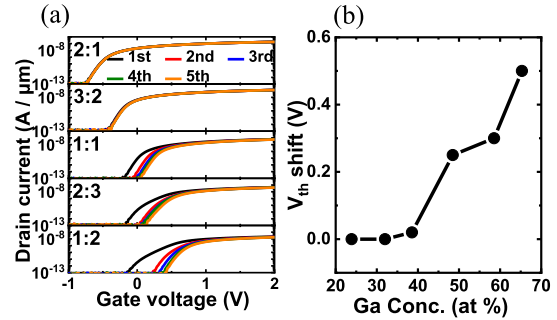 (a)
(b)
Drain current (A / μm)
10⁻⁸
10⁻¹³
2:1
1st 2nd 3rd
4th 5th
10⁻⁸
10⁻¹³
3:2
10⁻⁸
10⁻¹³
1:1
10⁻⁸
10⁻¹³
2:3
10⁻⁸
10⁻¹³
1:2
-1 0 1 2
Gate voltage (V)
Vth shift (V)
0.6
0.4
0.2
0.0
20 30 40 50 60 70
Ga Conc. (at %)